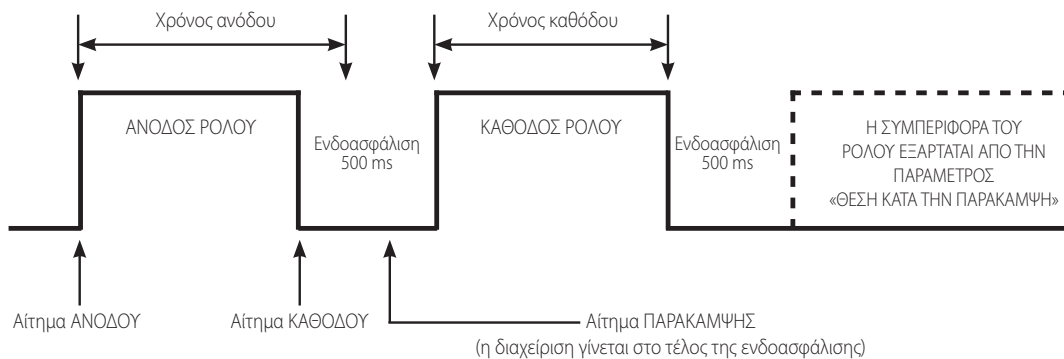 Χρόνος ανόδου
Χρόνος καθόδου
ΑΝΟΔΟΣ ΡΟΛΟΥ
Ενδοασφάλιση
500 ms
ΚΑΘΟΔΟΣ ΡΟΛΟΥ
Ενδοασφάλιση
500 ms
Η ΣΥΜΠΕΡΙΦΟΡΑ ΤΟΥ
ΡΟΛΟΥ ΕΞΑΡΤΑΤΑΙ ΑΠΟ ΤΗΝ
ΠΑΡΑΜΕΤΡΟΣ
«ΘΕΣΗ ΚΑΤΑ ΤΗΝ ΠΑΡΑΚΑΜΨΗ»
Αίτημα ΑΝΟΔΟΥ
Αίτημα ΚΑΘΟΔΟΥ
Αίτημα ΠΑΡΑΚΑΜΨΗΣ
(η διαχείριση γίνεται στο τέλος της ενδοασφάλισης)